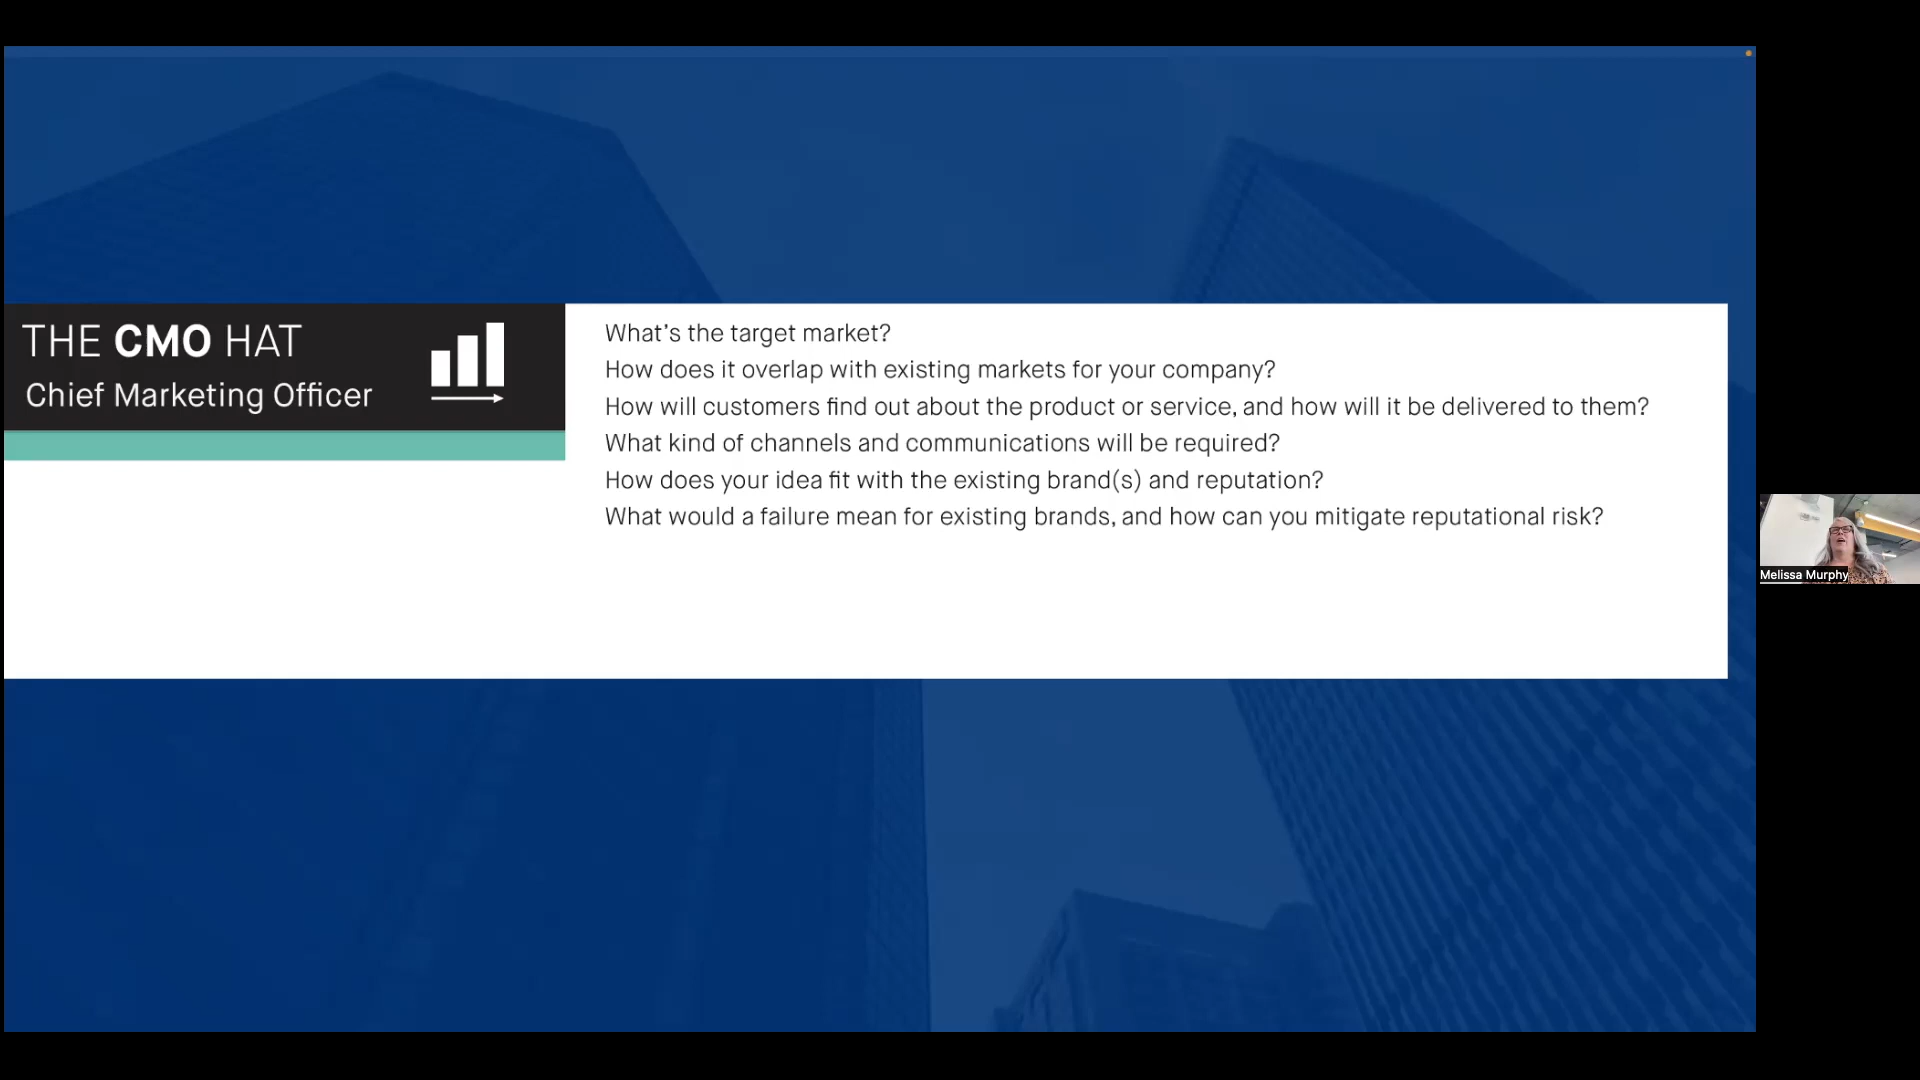 THE CMO HAT
Chief Marketing Officer
What's the target market?
How does it overlap with existing markets for your company?
How will customers find out about the product or service, and how will it be delivered to them?
What kind of channels and communications will be required?
How does your idea fit with the existing brand(s) and reputation?
What would a failure mean for existing brands, and how can you mitigate reputational risk?
Melissa Murphy